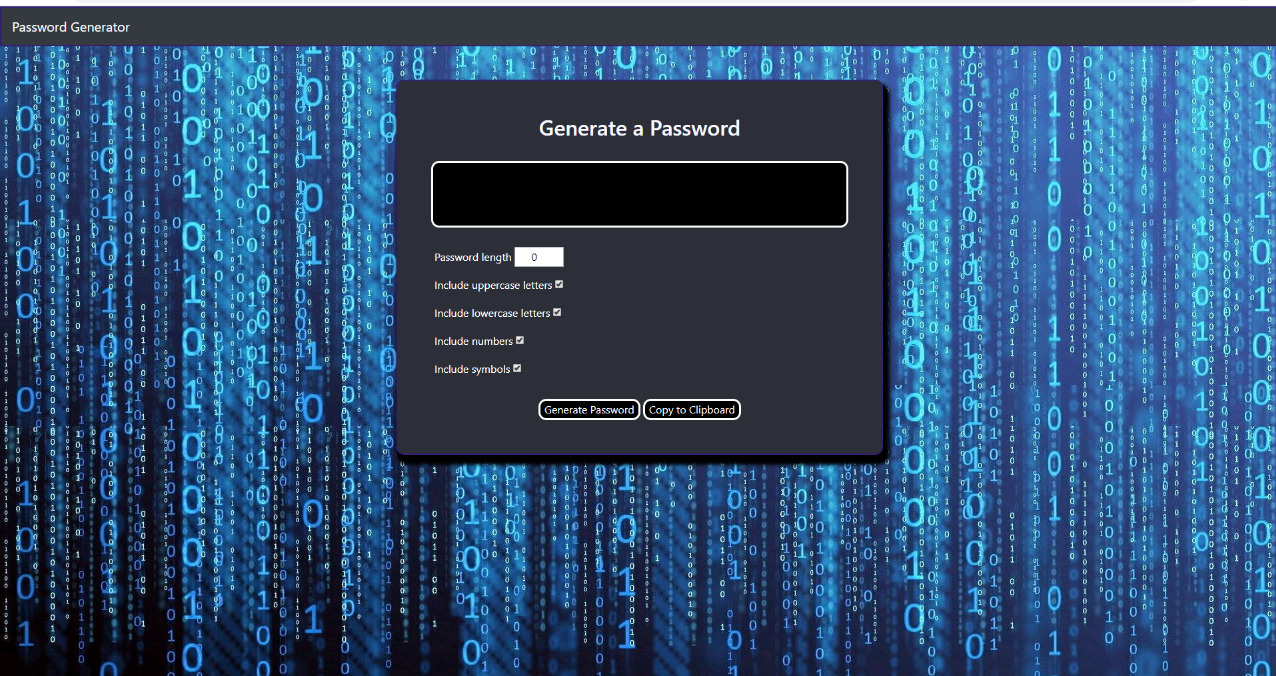 Password Generator
Generate a Password
Password length 0
Include uppercase letters
Include lowercase letters
Include numbers
Include symbols
Generate Password Copy to Clipboard